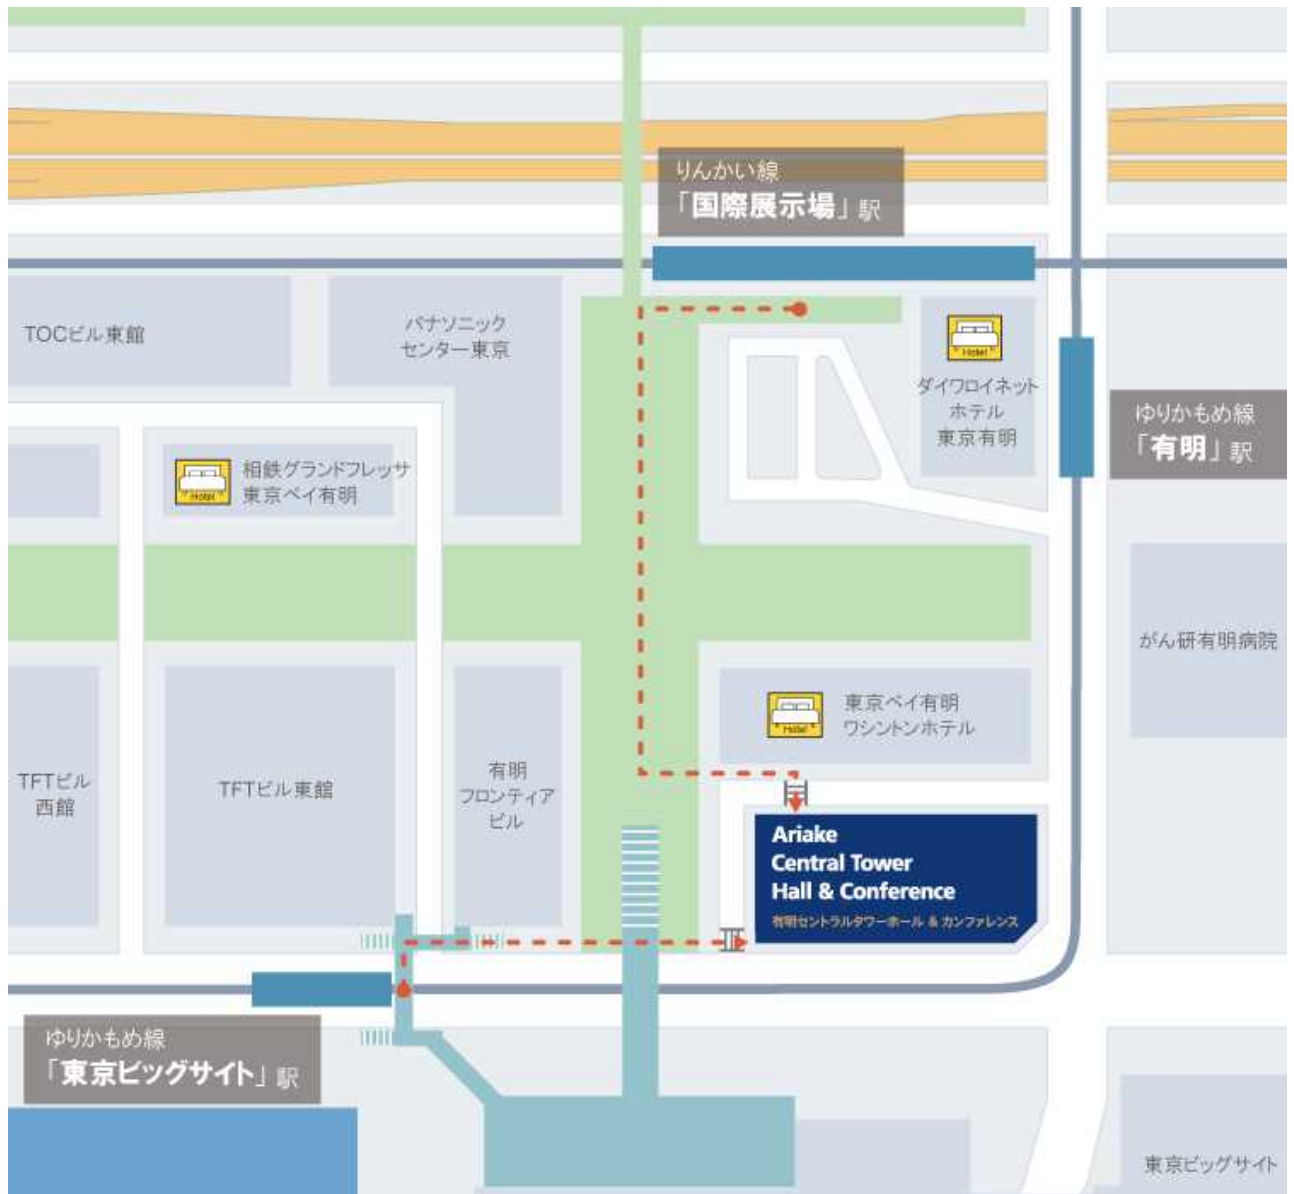 りんかい線
「国際展示場」駅
TOCビル東館
パナソニック
センター東京
Hotel
ダイワロイネット
ホテル
東京有明
ゆりかもめ線
「有明」駅
Hotel
相鉄グランドフレッサ
東京ベイ有明
がん研有明病院
Hotel
東京ベイ有明
ワシントンホテル
TFTビル
西館
TFTビル東館
有明
フロンティア
ビル
Ariake
Central Tower
Hall & Conference
有明セントラルタワーホール & カンファレンス
ゆりかもめ線
「東京ビッグサイト」駅
東京ビッグサイト